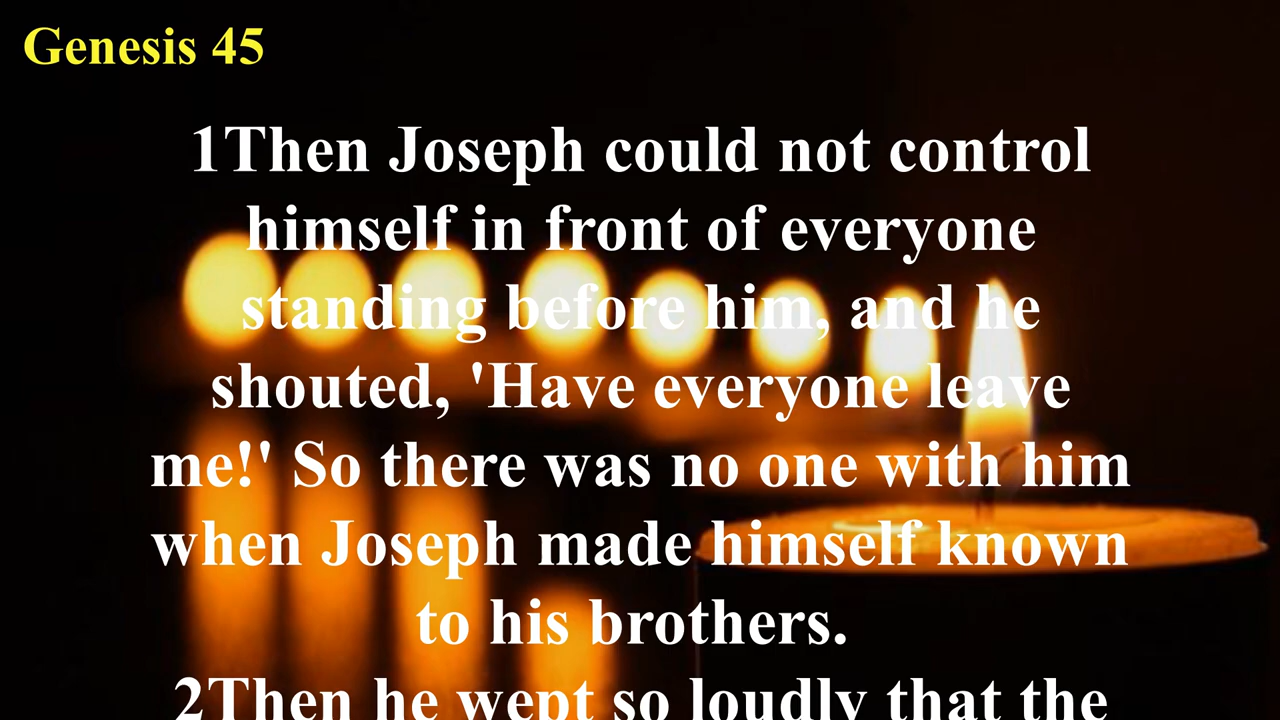 Genesis 45
1Then Joseph could not control
himself in front of everyone
standing before him, and he
shouted, 'Have everyone leave
me!' So there was no one with him
when Joseph made himself known
to his brothers.
2Then he wept so loudly that the